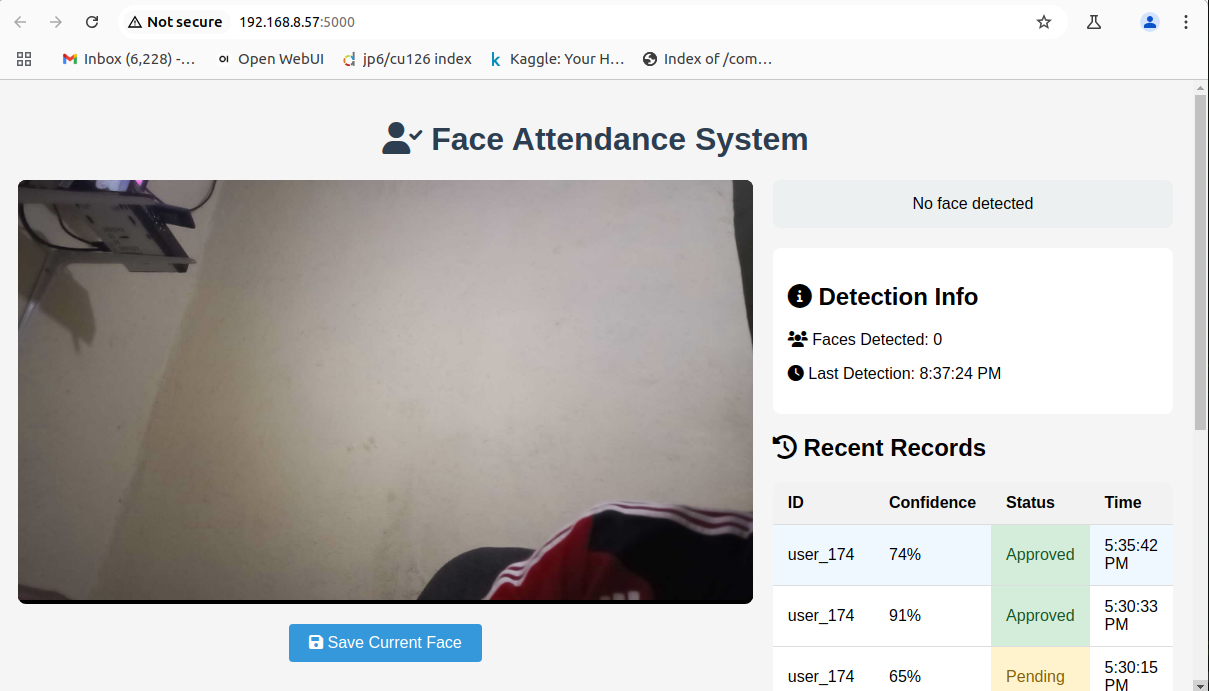 Not secure 192.168.8.57:5000
Inbox (6,228) -... Open WebUI jp6/cu126 index Kaggle: Your H... Index of /com...
Face Attendance System
No face detected
Detection Info
Faces Detected: 0
Last Detection: 8:37:24 PM
Recent Records
ID Confidence Status Time
user_174 74% Approved 5:35:42 PM
user_174 91% Approved 5:30:33 PM
user_174 65% Pending 5:30:15 PM
Save Current Face